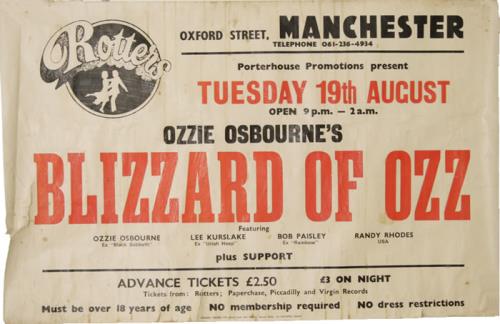 Rotters
OXFORD STREET, MANCHESTER
TELEPHONE 061-236-4934
Porterhouse Promotions present
TUESDAY 19th AUGUST
OPEN 9 p.m. — 2 a.m.
OZZIE OSBOURNE'S
BLIZZARD OF OZZ
Featuring
OZZIE OSBOURNE LEE KURSLAKE BOB PAISLEY RANDY RHODES
Ex "Black Sabbath" Ex "Uriah Heep" Ex "Rainbow" USA
plus SUPPORT
ADVANCE TICKETS £2.50 £3 ON NIGHT
Tickets from: Rotters; Paperchase, Piccadilly and Virgin Records
Must be over 18 years of age NO membership required NO dress restrictions